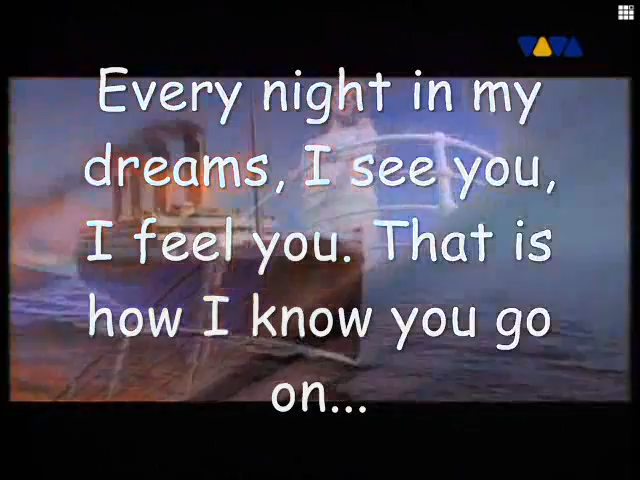 VIVA
Every night in my
dreams, I see you,
I feel you. That is
how I know you go
on...